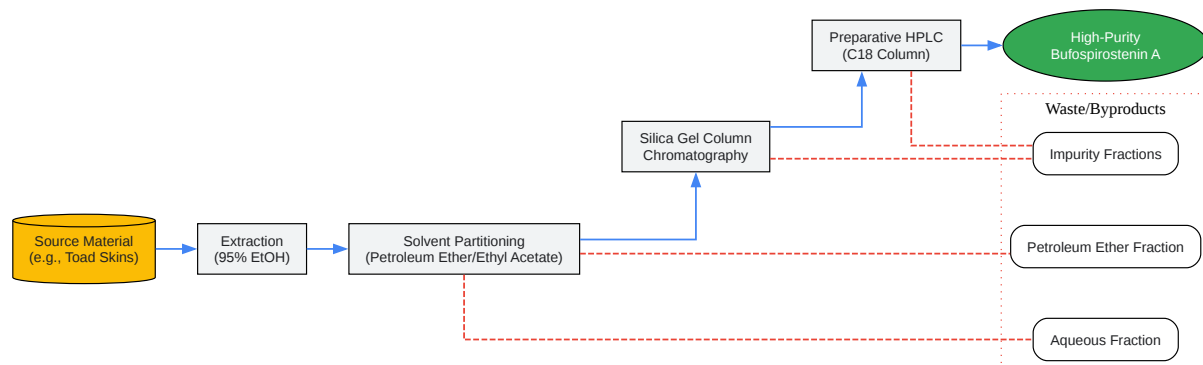 Preparative HPLC
(C18 Column)
High-Purity
Bufospirostenin A
Waste/Byproducts
Silica Gel Column
Chromatography
Impurity Fractions
Source Material
(e.g., Toad Skins)
Extraction
(95% EtOH)
Solvent Partitioning
(Petroleum Ether/Ethyl Acetate)
Petroleum Ether Fraction
Aqueous Fraction